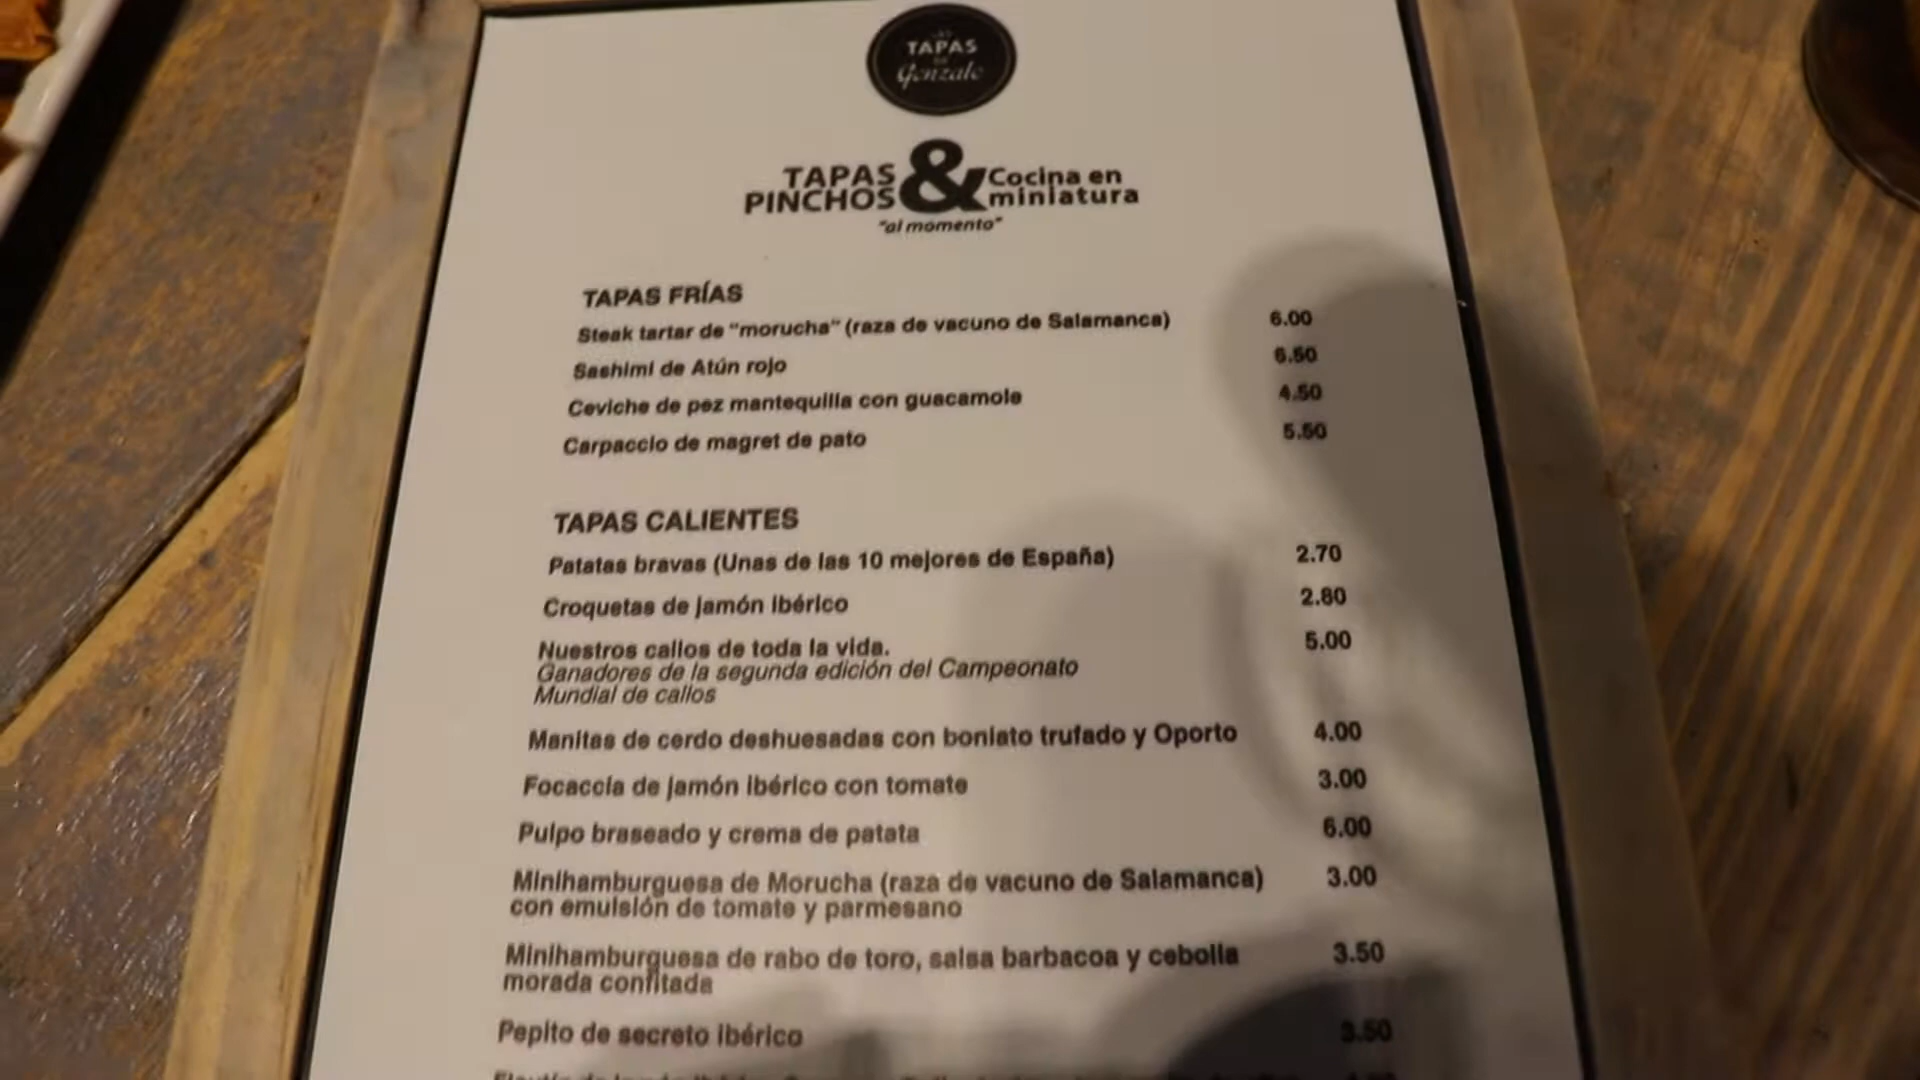 TAPAS
Gonzalo
TAPAS PINCHOS & Cocina en miniatura
"al momento"
TAPAS FRÍAS
Steak tartar de "morucha" (raza de vacuno de Salamanca) 6.00
Sashimi de Atún rojo 6.50
Ceviche de pez mantequilla con guacamole 4.50
Carpaccio de magret de pato 5.50
TAPAS CALIENTES
Patatas bravas (Unas de las 10 mejores de España) 2.70
Croquetas de jamón ibérico 2.80
Nuestros callos de toda la vida. 5.00
Ganadores de la segunda edición del Campeonato
Mundial de callos
Manitas de cerdo deshuesadas con boniato trufado y Oporto 4.00
Focaccia de jamón ibérico con tomate 3.00
Pulpo braseado y crema de patata 6.00
Minihamburguesa de Morucha (raza de vacuno de Salamanca) 3.00
con emulsión de tomate y parmesano
Minihamburguesa de rabo de toro, salsa barbacoa y cebolla 3.50
morada confitada
Pepito de secreto ibérico 3.50